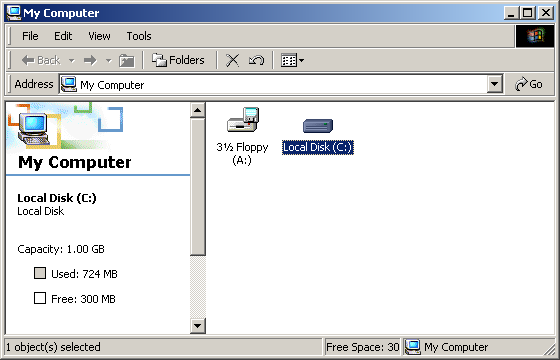 My Computer
File Edit View Tools
Back Folders
Address My Computer Go
My Computer
Local Disk (C:)
Local Disk
Capacity: 1.00 GB
Used: 724 MB
Free: 300 MB
3½ Floppy
(A:)
Local Disk (C:)
1 object(s) selected Free Space: 30 My Computer